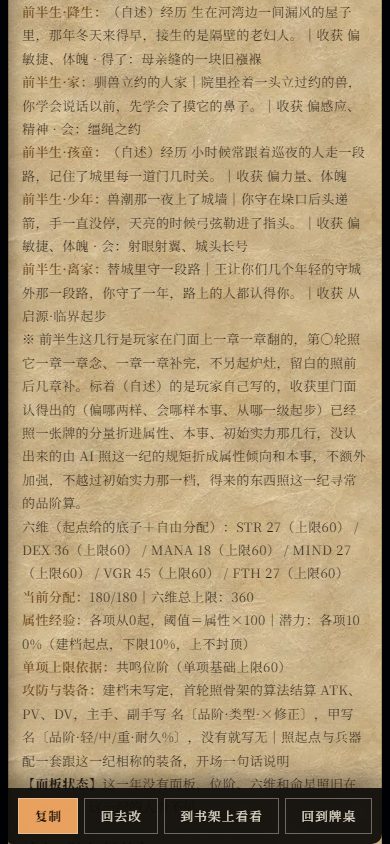 前半生·降生：（自述）经历 生在河湾边一间漏风的屋子
里，那年冬天来得早，接生的是隔壁的老妇人。｜收获 偏
敏捷、体魄 · 得了：母亲缝的一块旧襁褓
前半生·家：驯兽立约的人家｜院里拴着一头立过约的兽，
你学会说话以前，先学会了摸它的鼻子。｜收获 偏感应、
精神 · 会：缰绳之约
前半生·孩童：（自述）经历 小时候常跟着巡夜的人走一段
路，记住了城里每一道门几时关。｜收获 偏力量、体魄
前半生·少年：兽潮那一夜上了城墙｜你守在垛口后头递
箭，手一直没停，天亮的时候弓弦勒进了指头。｜收获 偏
敏捷、体魄 · 会：射眼射翼、城头长号
前半生·离家：替城里守一段路｜王让你们几个年轻的守城
外那一段路，你守了一年，路上的人都认得你。｜收获 从
启源·临界起步
※ 前半生这几行是玩家在门面上一章一章翻的，第〇轮照
它一章一章念、一章一章补完，不另起炉灶，留白的照前
后几章补。标着（自述）的是玩家自己写的，收获里门面
认得出的（偏哪两样、会哪样本事、从哪一级起步）已经
照一张牌的分量折进属性、本事、初始实力那几行，没认
出来的由 AI 照这一纪的规矩折成属性倾向和本事，不额外
加强，不越过初始实力那一档，得来的东西照这一纪寻常
的品阶算。
六维（起点给的底子＋自由分配）：STR 27（上限60） /
DEX 36（上限60） / MANA 18（上限60） / MIND 27
（上限60） / VGR 45（上限60） / FTH 27（上限60）
当前分配：180/180｜六维总上限：360
属性经验：各项从0起，阈值＝属性×100｜潜力：各项10
0%（建档起点，下限10%，上不封顶）
单项上限依据：共鸣位阶（单项基础上限60）
攻防与装备：建档未写定，首轮照骨架的算法结算 ATK、
PV、DV，主手、副手写 名〔品阶·类型·×修正〕，甲写
名〔品阶·轻/中/重·耐久%〕，没有就写无｜照起点与兵器
配一套跟这一纪相称的装备，开场一句话说明
【面板状态】这一年没有面板，位阶、六维和命星照旧在
复制
回去改
到书架上看看
回到牌桌